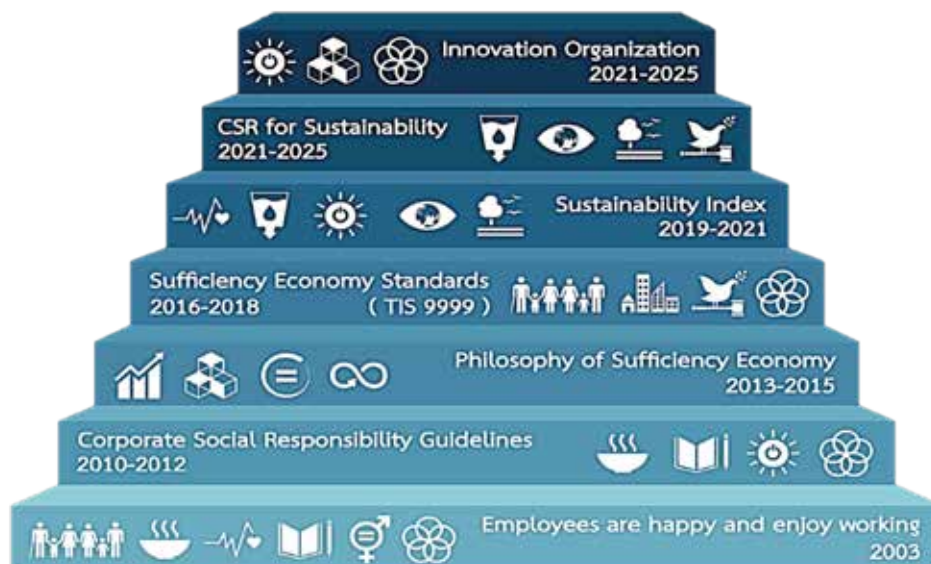 Innovation Organization
2021-2025
CSR for Sustainability
2021-2025
Sustainability Index
2019-2021
Sufficiency Economy Standards
2016-2018 ( TIS 9999 )
Philosophy of Sufficiency Economy
2013-2015
Corporate Social Responsibility Guidelines
2010-2012
Employees are happy and enjoy working
2003